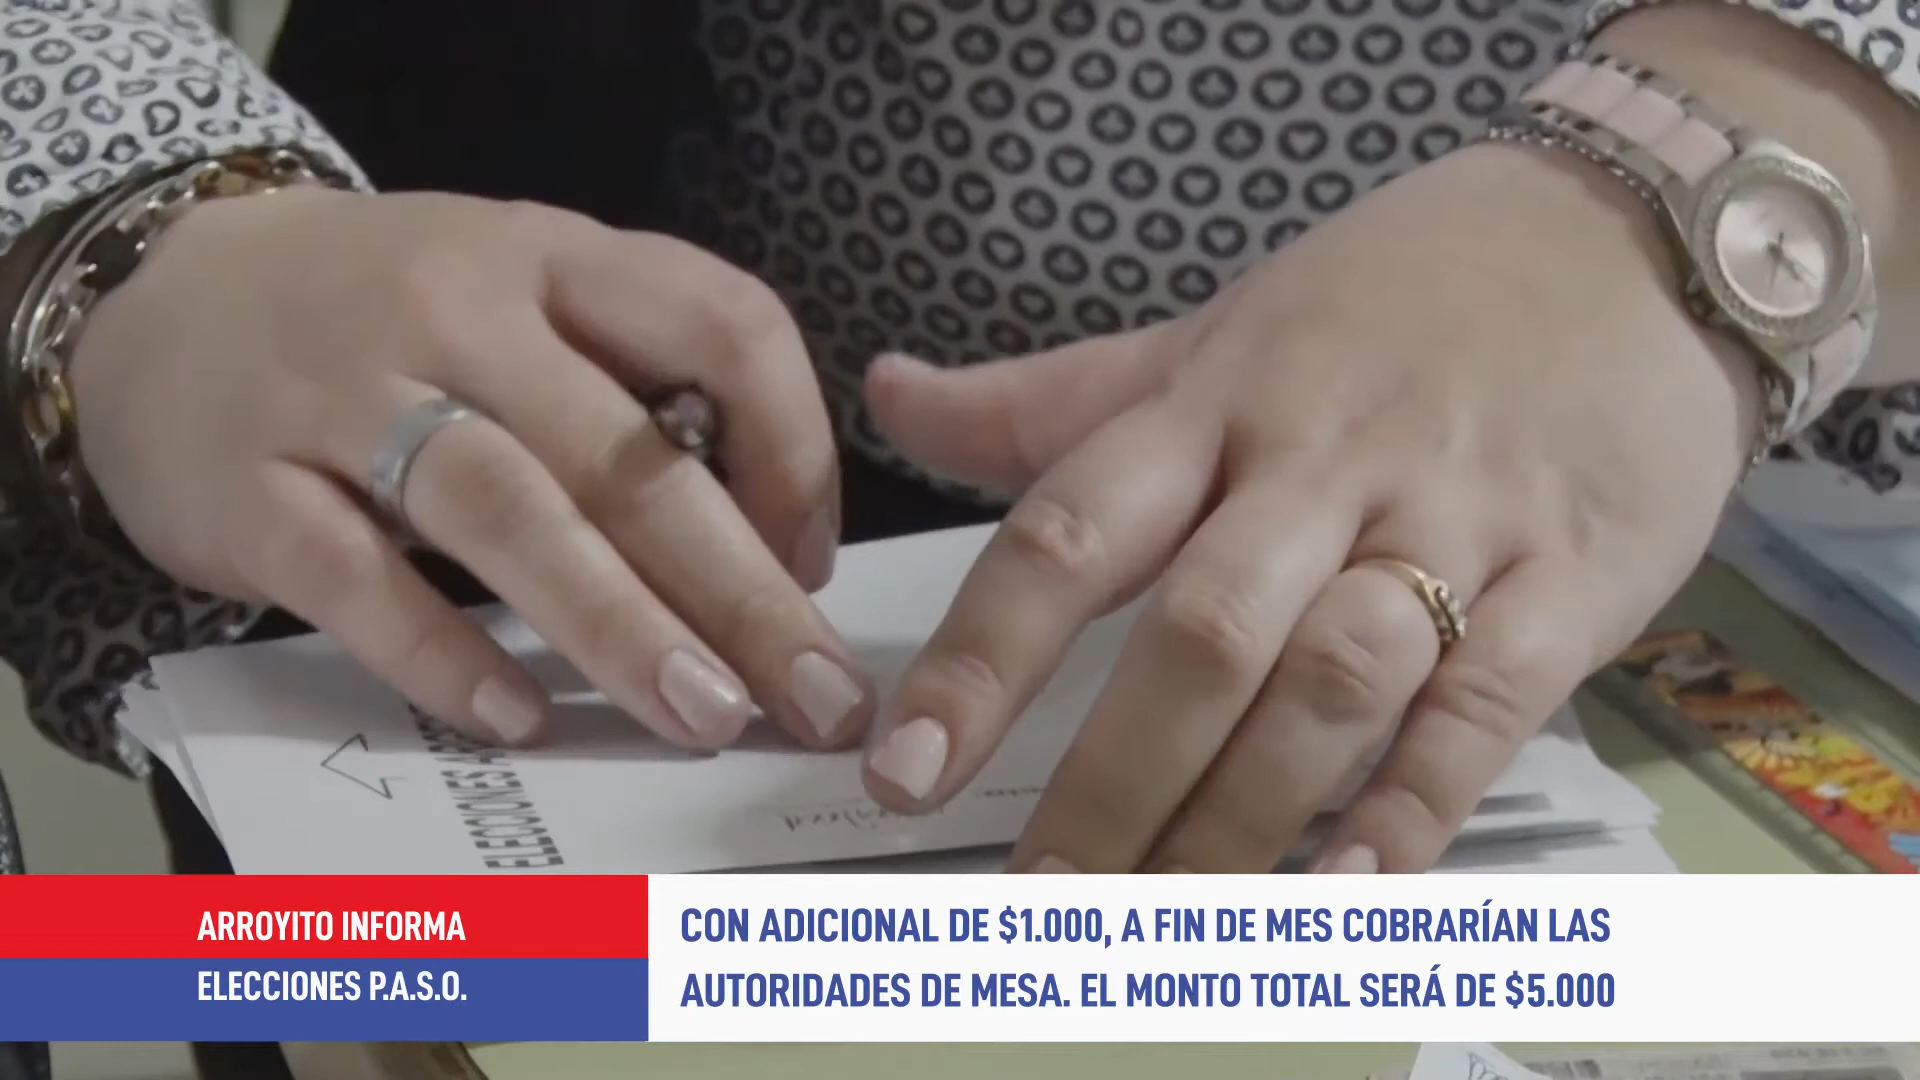 ELECCIONES
ARROYITO INFORMA
ELECCIONES P.A.S.O.
CON ADICIONAL DE $1.000, A FIN DE MES COBRARÍAN LAS
AUTORIDADES DE MESA. EL MONTO TOTAL SERÁ DE $5.000